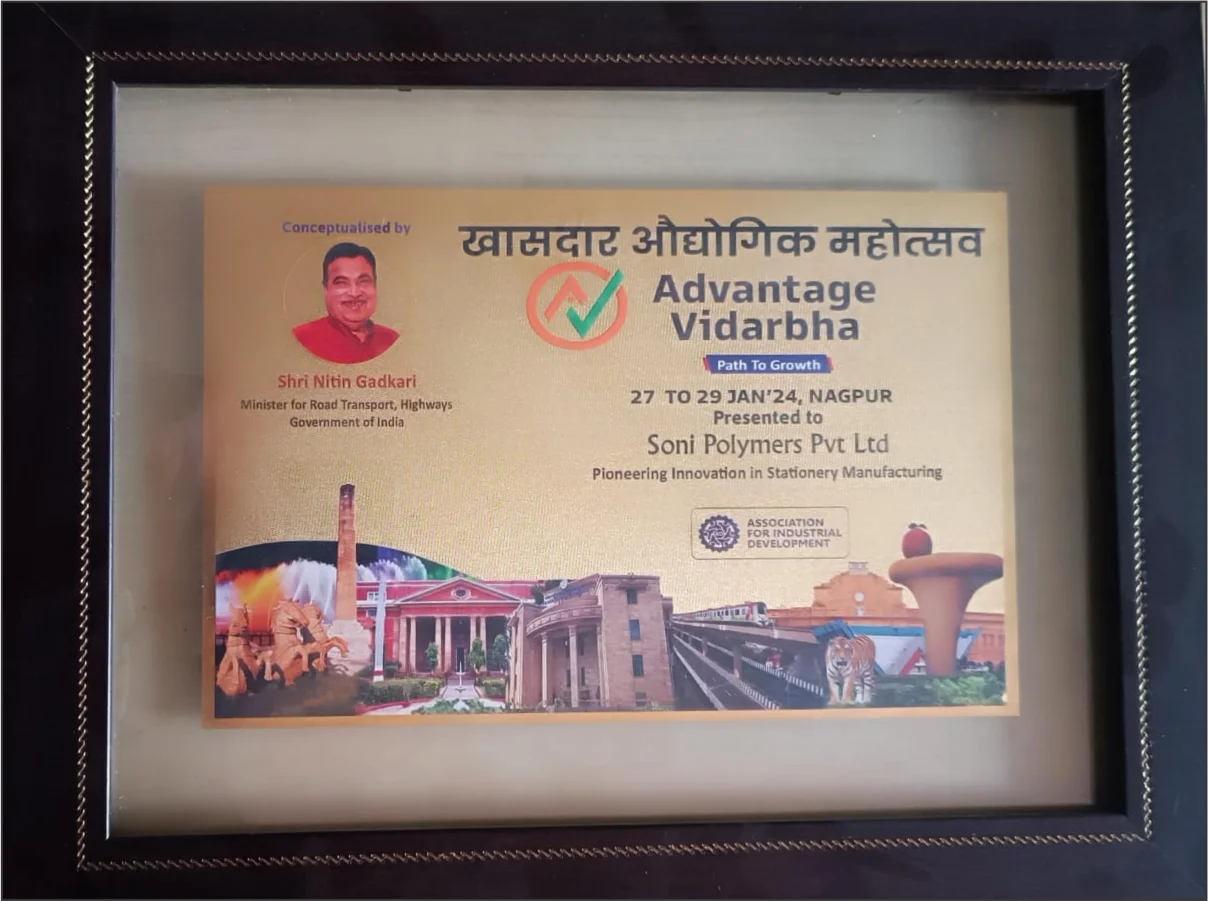 Conceptualised by
Shri Nitin Gadkari
Minister for Road Transport, Highways
Government of India
खासदार औद्योगिक महोत्सव
Advantage
Vidarbha
Path To Growth
27 TO 29 JAN'24, NAGPUR
Presented to
Soni Polymers Pvt Ltd
Pioneering Innovation in Stationery Manufacturing
ASSOCIATION
FOR INDUSTRIAL
DEVELOPMENT